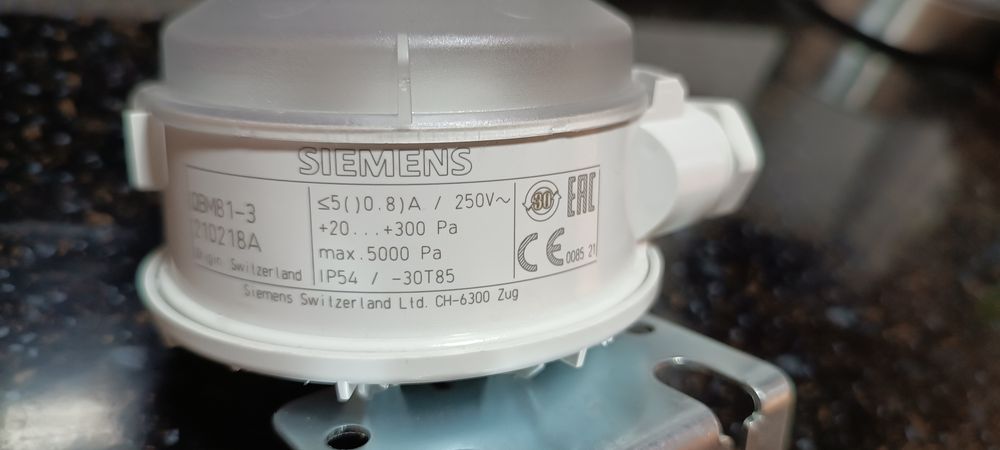 SIEMENS
QBM81-3
210218A
Origin Switzerland
≤5()0.8)A / 250V~
+20...+300 Pa
max.5000 Pa
IP54 / -30T85
30
EAC
CE 0085 21
Siemens Switzerland Ltd. CH-6300 Zug